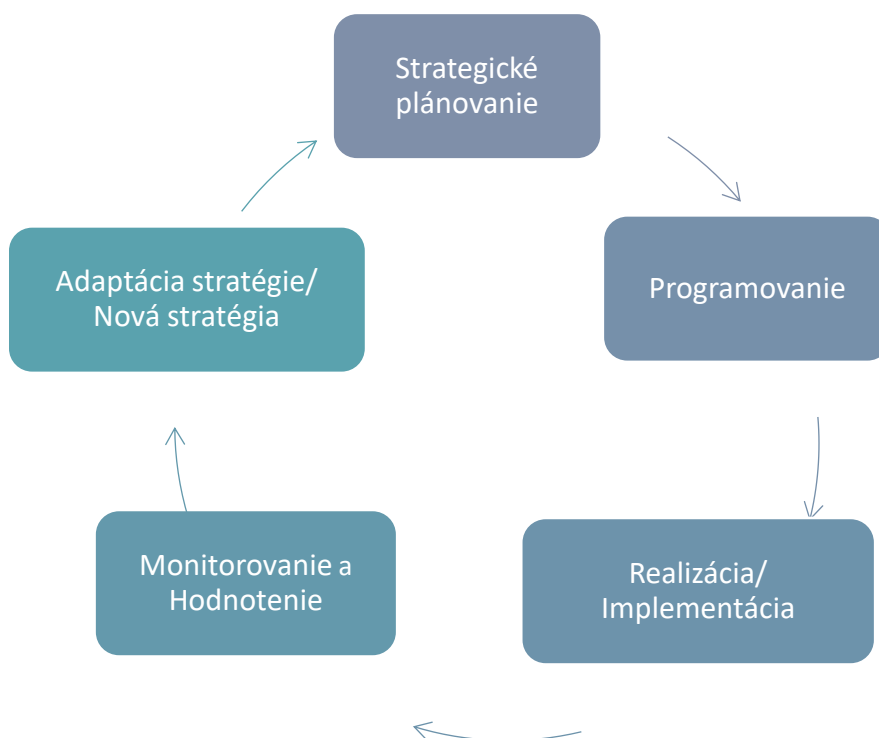 Strategické
plánovanie
Programovanie
Realizácia/
Implementácia
Monitorovanie a
Hodnotenie
Adaptácia stratégie/
Nová stratégia